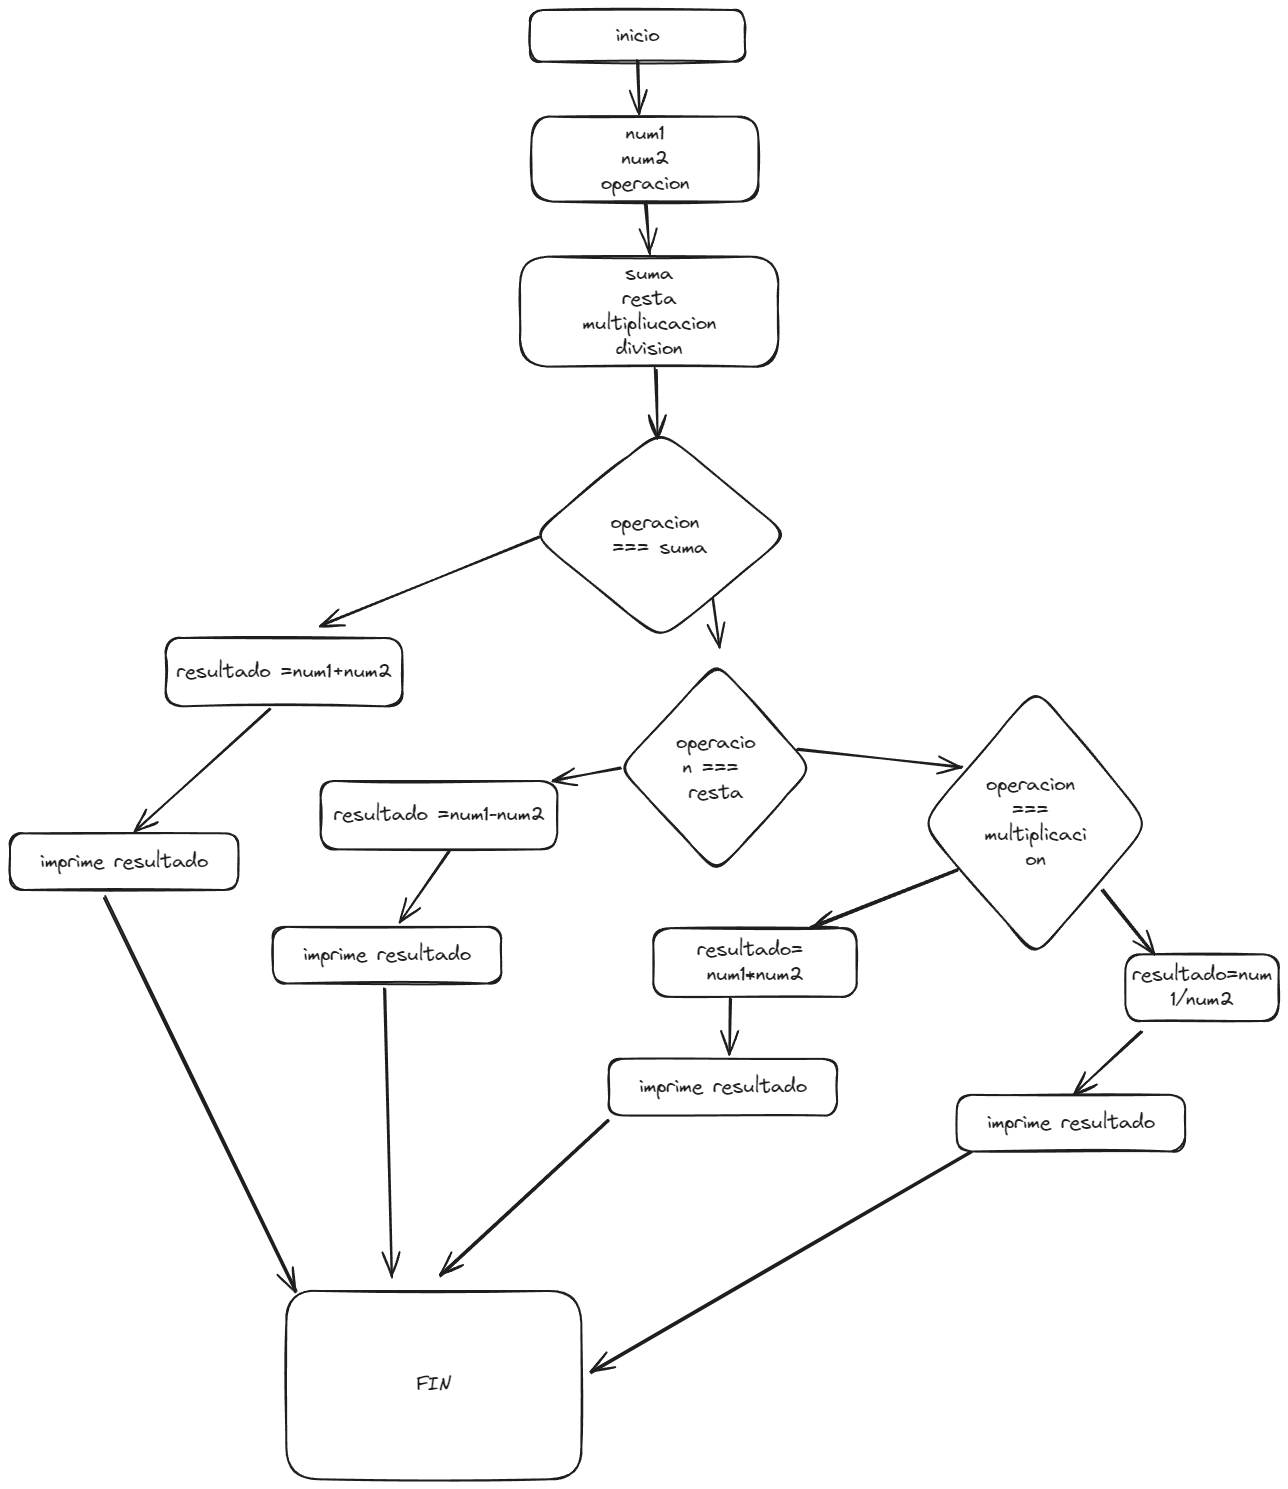 inicio
num1
num2
operacion
suma
resta
multipliucacion
division
operacion
=== suma
resultado =num1+num2
operacio
n ===
resta
operacion
===
multiplicaci
on
resultado =num1-num2
imprime resultado
imprime resultado
resultado=
num1*num2
resultado=num
1/num2
imprime resultado
imprime resultado
FIN